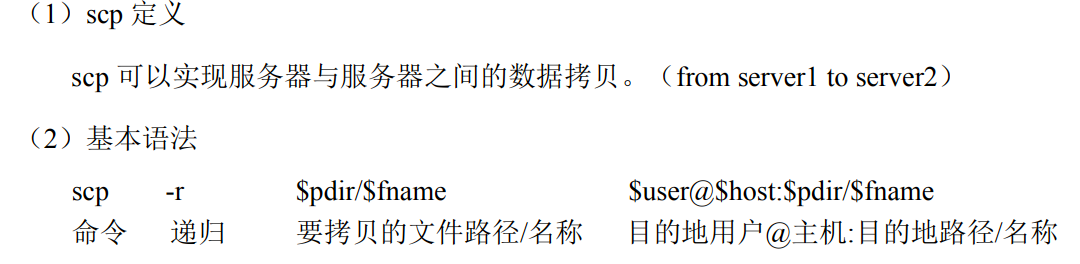 （1）scp 定义
scp 可以实现服务器与服务器之间的数据拷贝。（from server1 to server2）
（2）基本语法
scp -r $pdir/$fname $user@$host:$pdir/$fname
命令 递归 要拷贝的文件路径/名称 目的地用户@主机:目的地路径/名称